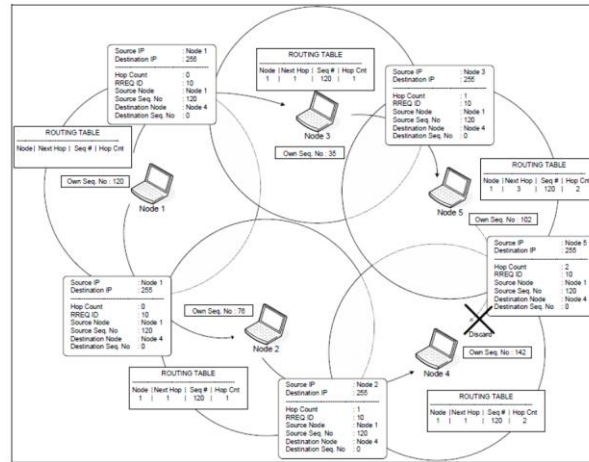 Source IP : Node 1
Destination IP : 255
Hop Count : 0
RREQ ID : 10
Source Node : Node 1
Source Seq. No : 120
Destination Node : Node 4
Destination Seq. No : 0
ROUTING TABLE
Node |Next Hop | Seq # | Hop Cnt
1 | 1 | 120 | 1
Node 3
Own Seq. No : 35
Source IP : Node 3
Destination IP : 255
Hop Count : 1
RREQ ID : 10
Source Node : Node 1
Source Seq. No : 120
Destination Node : Node 4
Destination Seq. No : 0
ROUTING TABLE
Node | Next Hop | Seq # | Hop Cnt
Own Seq. No : 120
Node 1
Node 5
Own Seq. No : 102
ROUTING TABLE
Node |Next Hop | Seq # | Hop Cnt
1 | 3 | 120 | 2
Source IP : Node 1
Destination IP : 255
Hop Count : 0
RREQ ID : 10
Source Node : Node 1
Source Seq. No : 120
Destination Node : Node 4
Destination Seq. No : 0
Own Seq. No : 76
Node 2
Source IP : Node 5
Destination IP : 255
Hop Count : 2
RREQ ID : 10
Source Node : Node 1
Source Seq. No : 120
Destination Node : Node 4
Destination Seq. No : 0
Discard
Own Seq. No : 142
Node 4
ROUTING TABLE
Node |Next Hop | Seq # | Hop Cnt
1 | 1 | 120 | 1
Source IP : Node 2
Destination IP : 255
Hop Count : 1
RREQ ID : 10
Source Node : Node 1
Source Seq. No : 120
Destination Node : Node 4
Destination Seq. No : 0
ROUTING TABLE
Node |Next Hop | Seq # | Hop Cnt
1 | 1 | 120 | 2